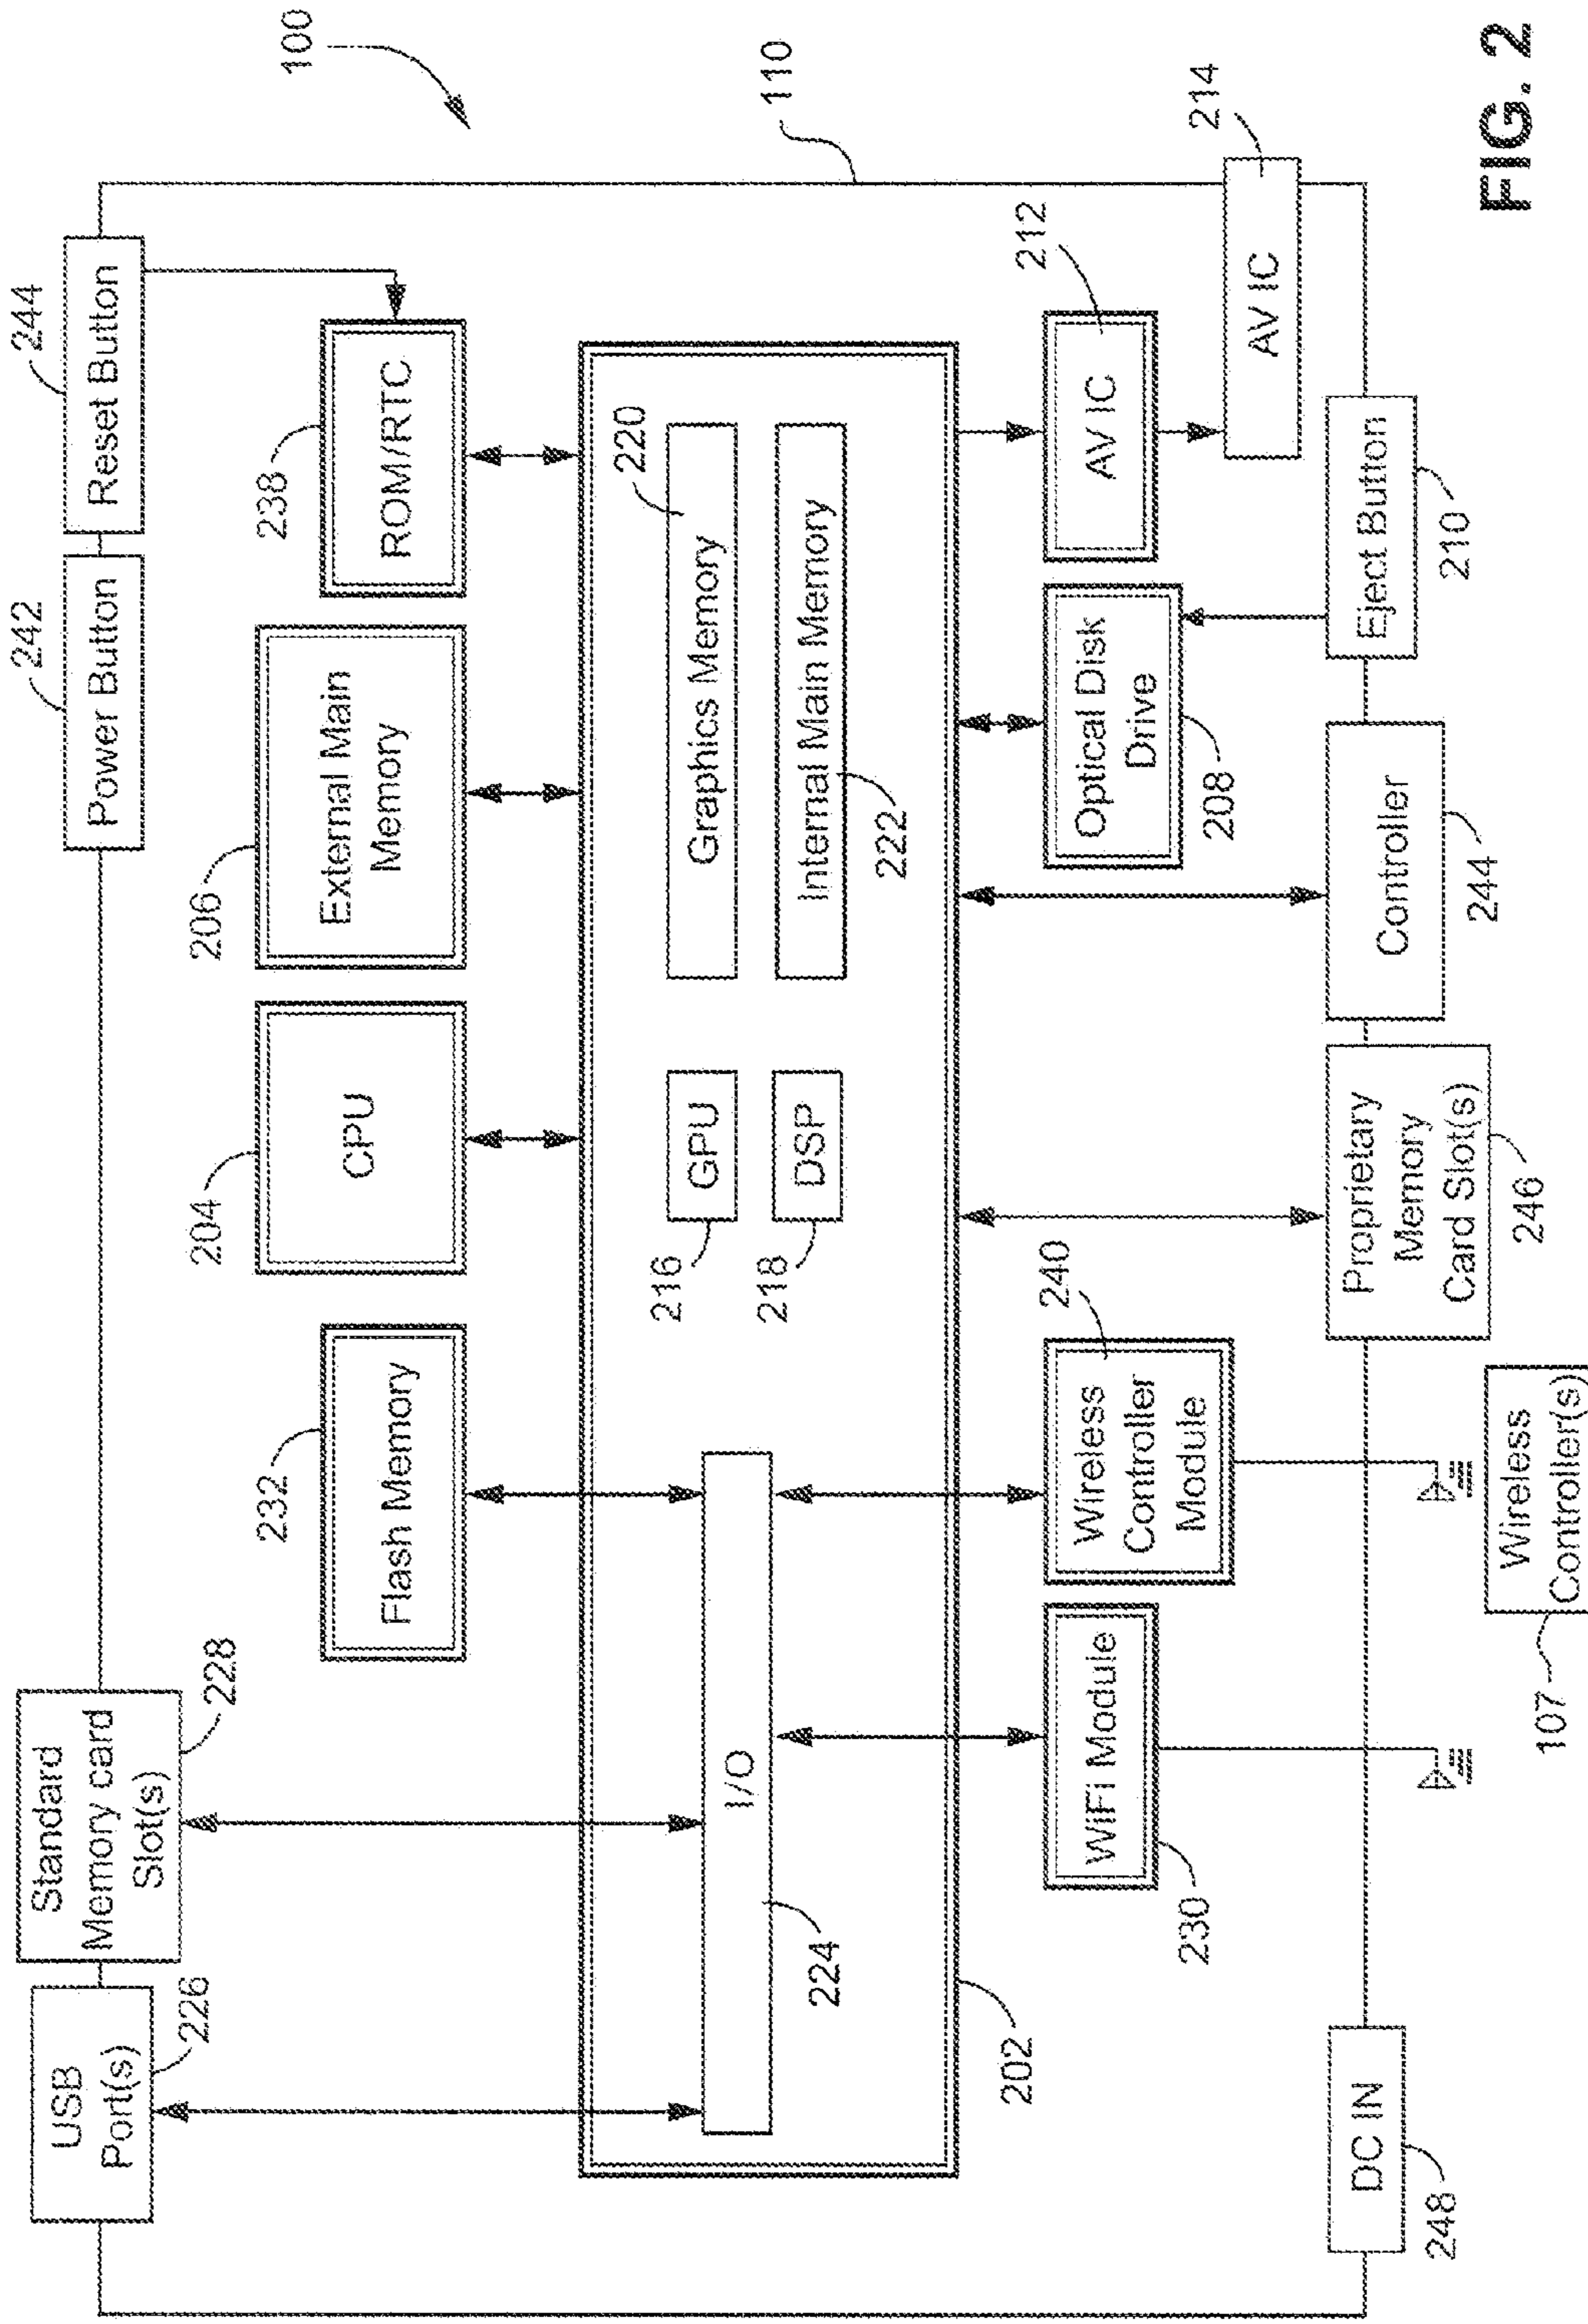 100
110
USB
Port(s)
226
Standard
Memory card
Slot(s)
228
242
Power Button
244
Reset Button
232
Flash Memory
204
CPU
206
External Main
Memory
238
ROM/RTC
I/O
224
202
216
GPU
218
DSP
Graphics Memory
220
Internal Main Memory
222
WiFi Module
230
Wireless
Controller
Module
240
Optical Disk
Drive
208
AV IC
212
AV IC
214
DC IN
248
Proprietary
Memory
Card Slot(s)
246
Controller
244
Eject Button
210
Wireless
Controller(s)
107
FIG. 2